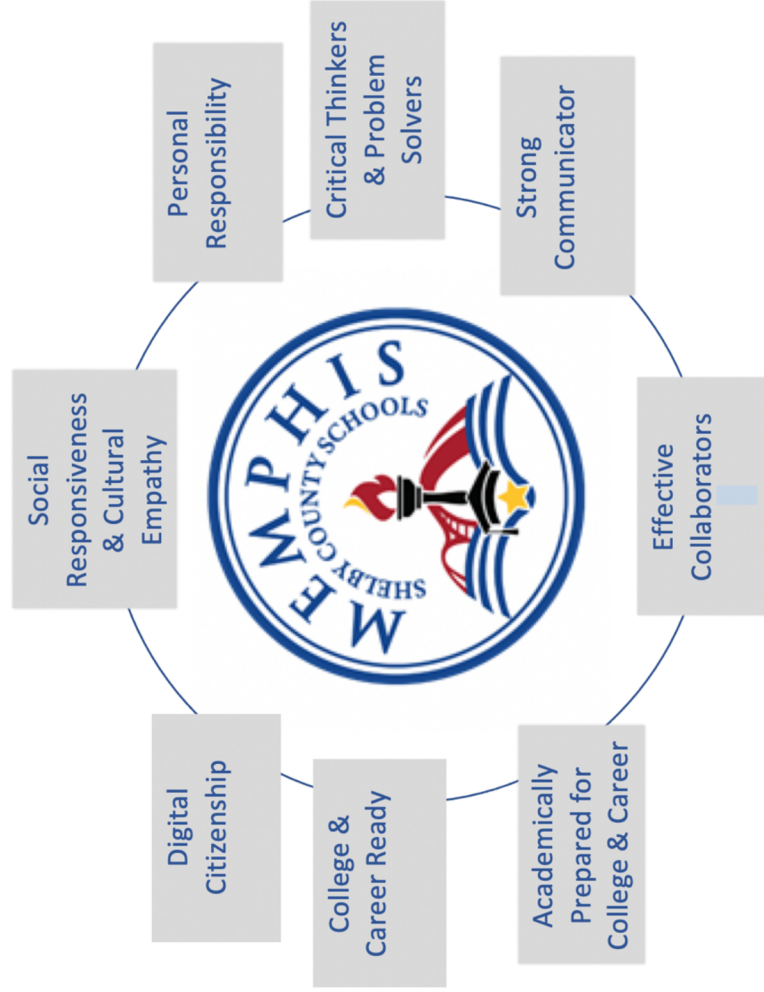 Social
Responsiveness
& Cultural
Empathy
Personal
Responsibility
Critical Thinkers
& Problem
Solvers
Strong
Communicator
Effective
Collaborators
Academically
Prepared for
College & Career
College &
Career Ready
Digital
Citizenship
MEMPHIS
SHELBY COUNTY SCHOOLS